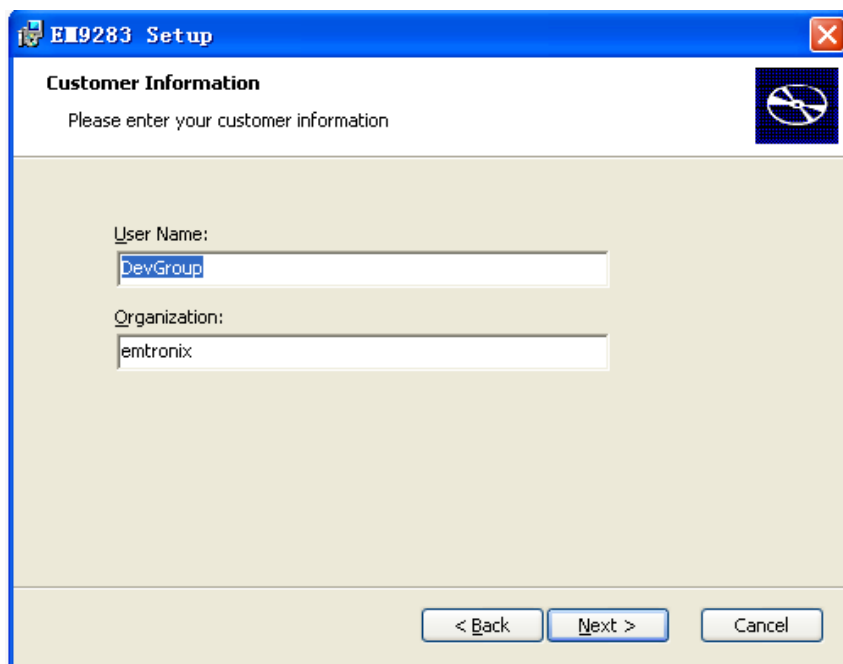 EM9283 Setup
Customer Information
Please enter your customer information
User Name:
DevGroup
Organization:
emtronix
< Back
Next >
Cancel